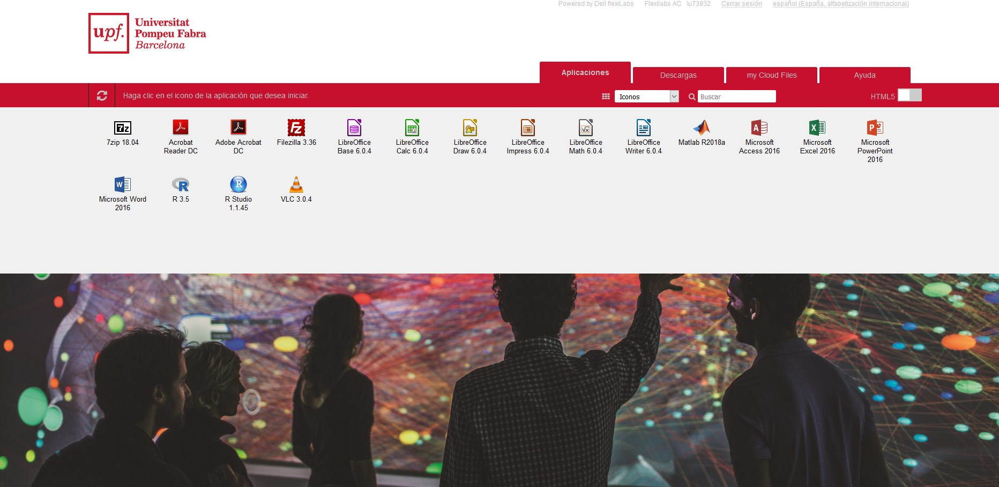 Powered by Dell flexiLabs Flexilabs AC \u73932 Cerrar sesión español (España, alfabetización internacional)
upf.
Universitat
Pompeu Fabra
Barcelona
Aplicaciones Descargas my Cloud Files Ayuda
Haga clic en el icono de la aplicación que desea iniciar. Iconos Buscar HTML5
7zip 18.04
Acrobat
Reader DC
Adobe Acrobat
DC
Filezilla 3.36
LibreOffice
Base 6.0.4
LibreOffice
Calc 6.0.4
LibreOffice
Draw 6.0.4
LibreOffice
Impress 6.0.4
LibreOffice
Math 6.0.4
LibreOffice
Writer 6.0.4
Matlab R2018a
Microsoft
Access 2016
Microsoft
Excel 2016
Microsoft
PowerPoint
2016
Microsoft Word
2016
R 3.5
R Studio
1.1.45
VLC 3.0.4